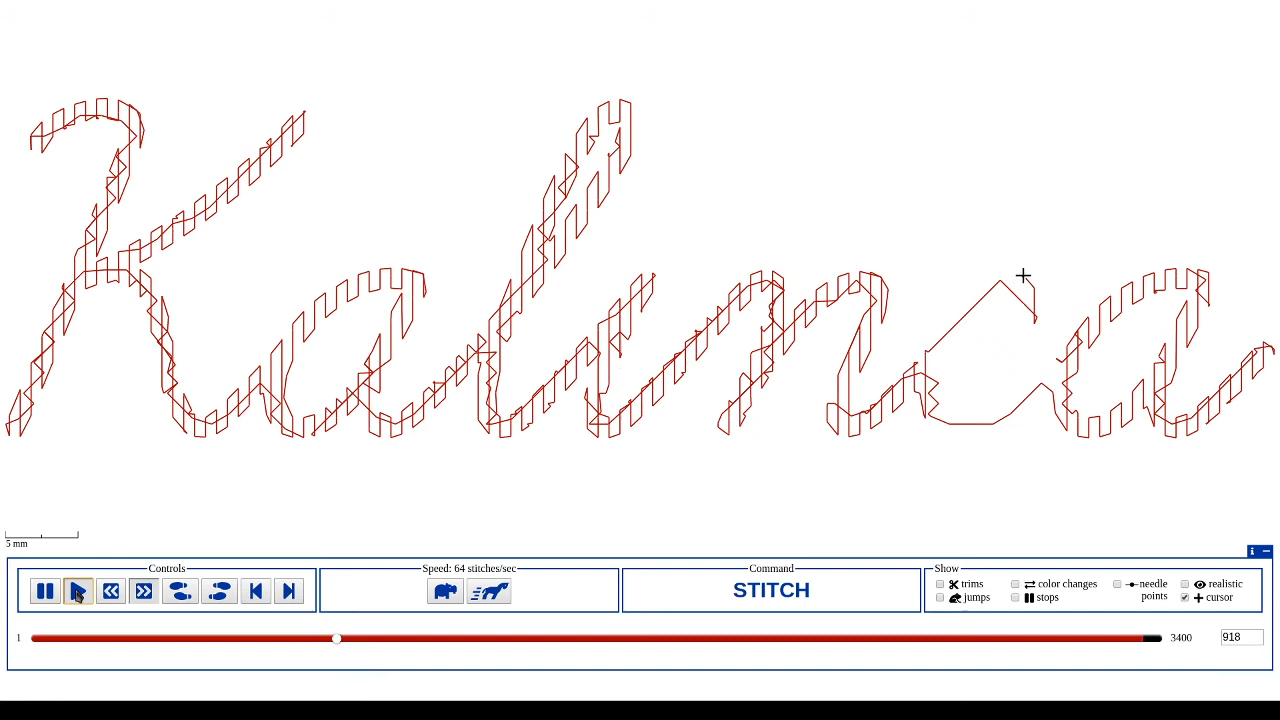 Kalinca
5 mm
i −
Controls
Speed: 64 stitches/sec
Command
STITCH
Show
trims
color changes
needle points
realistic
jumps
stops
cursor
1
3400
918